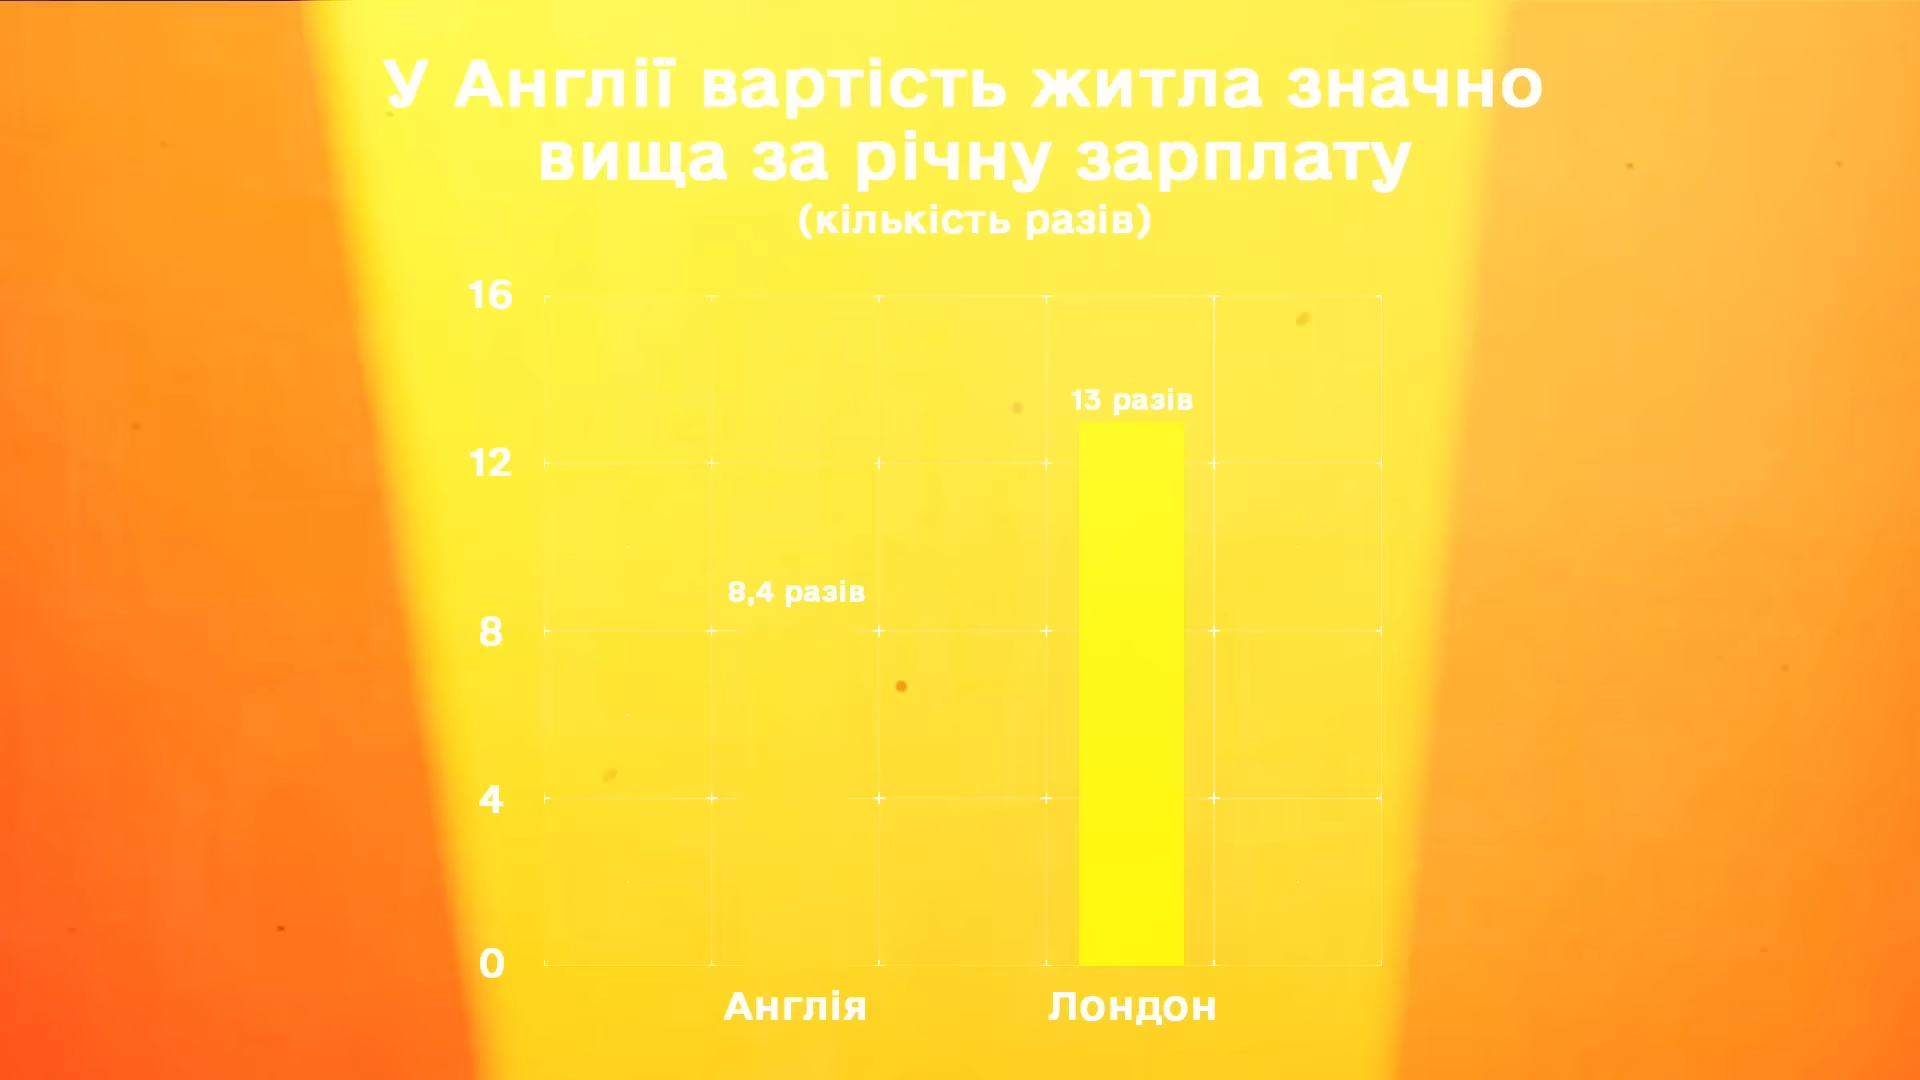 У Англії вартість житла значно
вища за річну зарплату
(кількість разів)
16
13 разів
12
8,4 разів
8
4
0
Англія Лондон